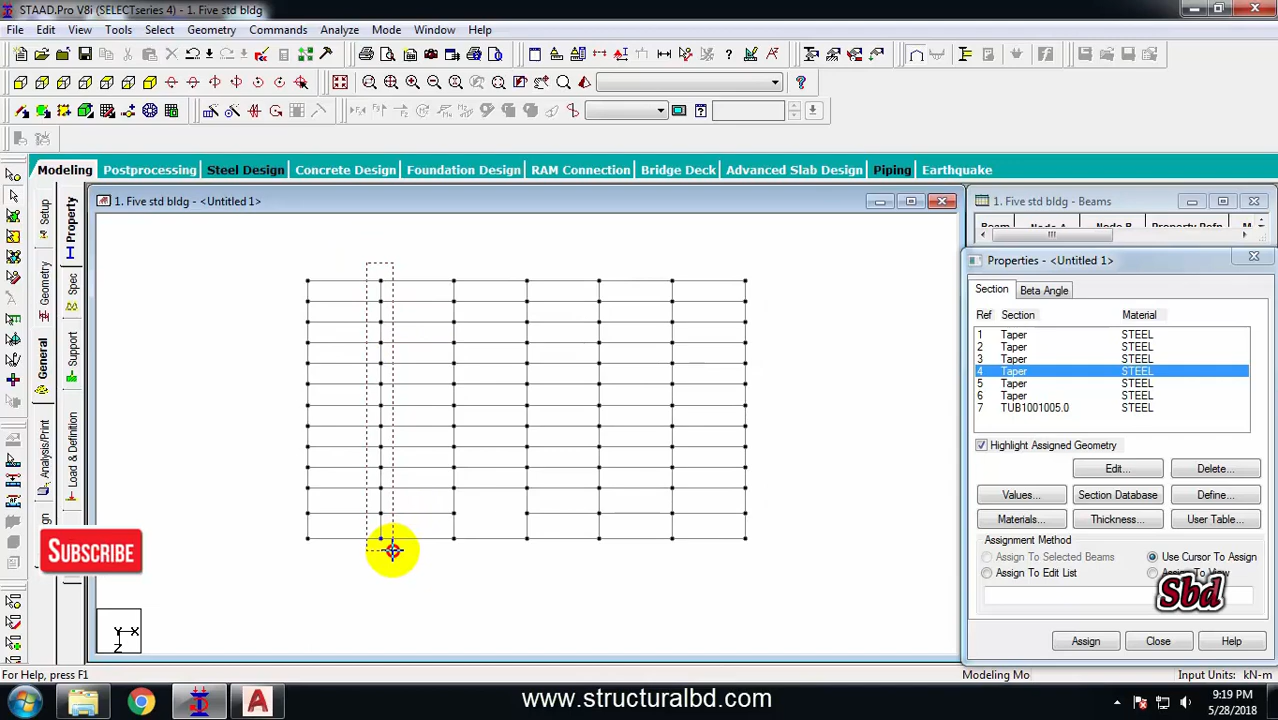 STAAD.Pro V8i (SELECTseries 4) - 1. Five std bldg
File Edit View Tools Select Geometry Commands Analyze Mode Window Help
Modeling Postprocessing Steel Design Concrete Design Foundation Design RAM Connection Bridge Deck Advanced Slab Design Piping Earthquake
Setup
Geometry
General
Analysis/Print
Property
Spec
Support
Load & Definition
1. Five std bldg - <Untitled 1>
1. Five std bldg - Beams
Properties - <Untitled 1>
Section Beta Angle
Ref Section Material
1 Taper STEEL
2 Taper STEEL
3 Taper STEEL
4 Taper STEEL
5 Taper STEEL
6 Taper STEEL
7 TUB1001005.0 STEEL
Highlight Assigned Geometry
Edit... Delete...
Values... Section Database Define...
Materials... Thickness... User Table...
Assignment Method
Assign To Selected Beams Use Cursor To Assign
Assign To Edit List
Sbd
Assign Close Help
SUBSCRIBE
Y X
Z
For Help, press F1
Modeling Mo
Input Units: kN-m
www.structuralbd.com
9:19 PM
5/28/2018